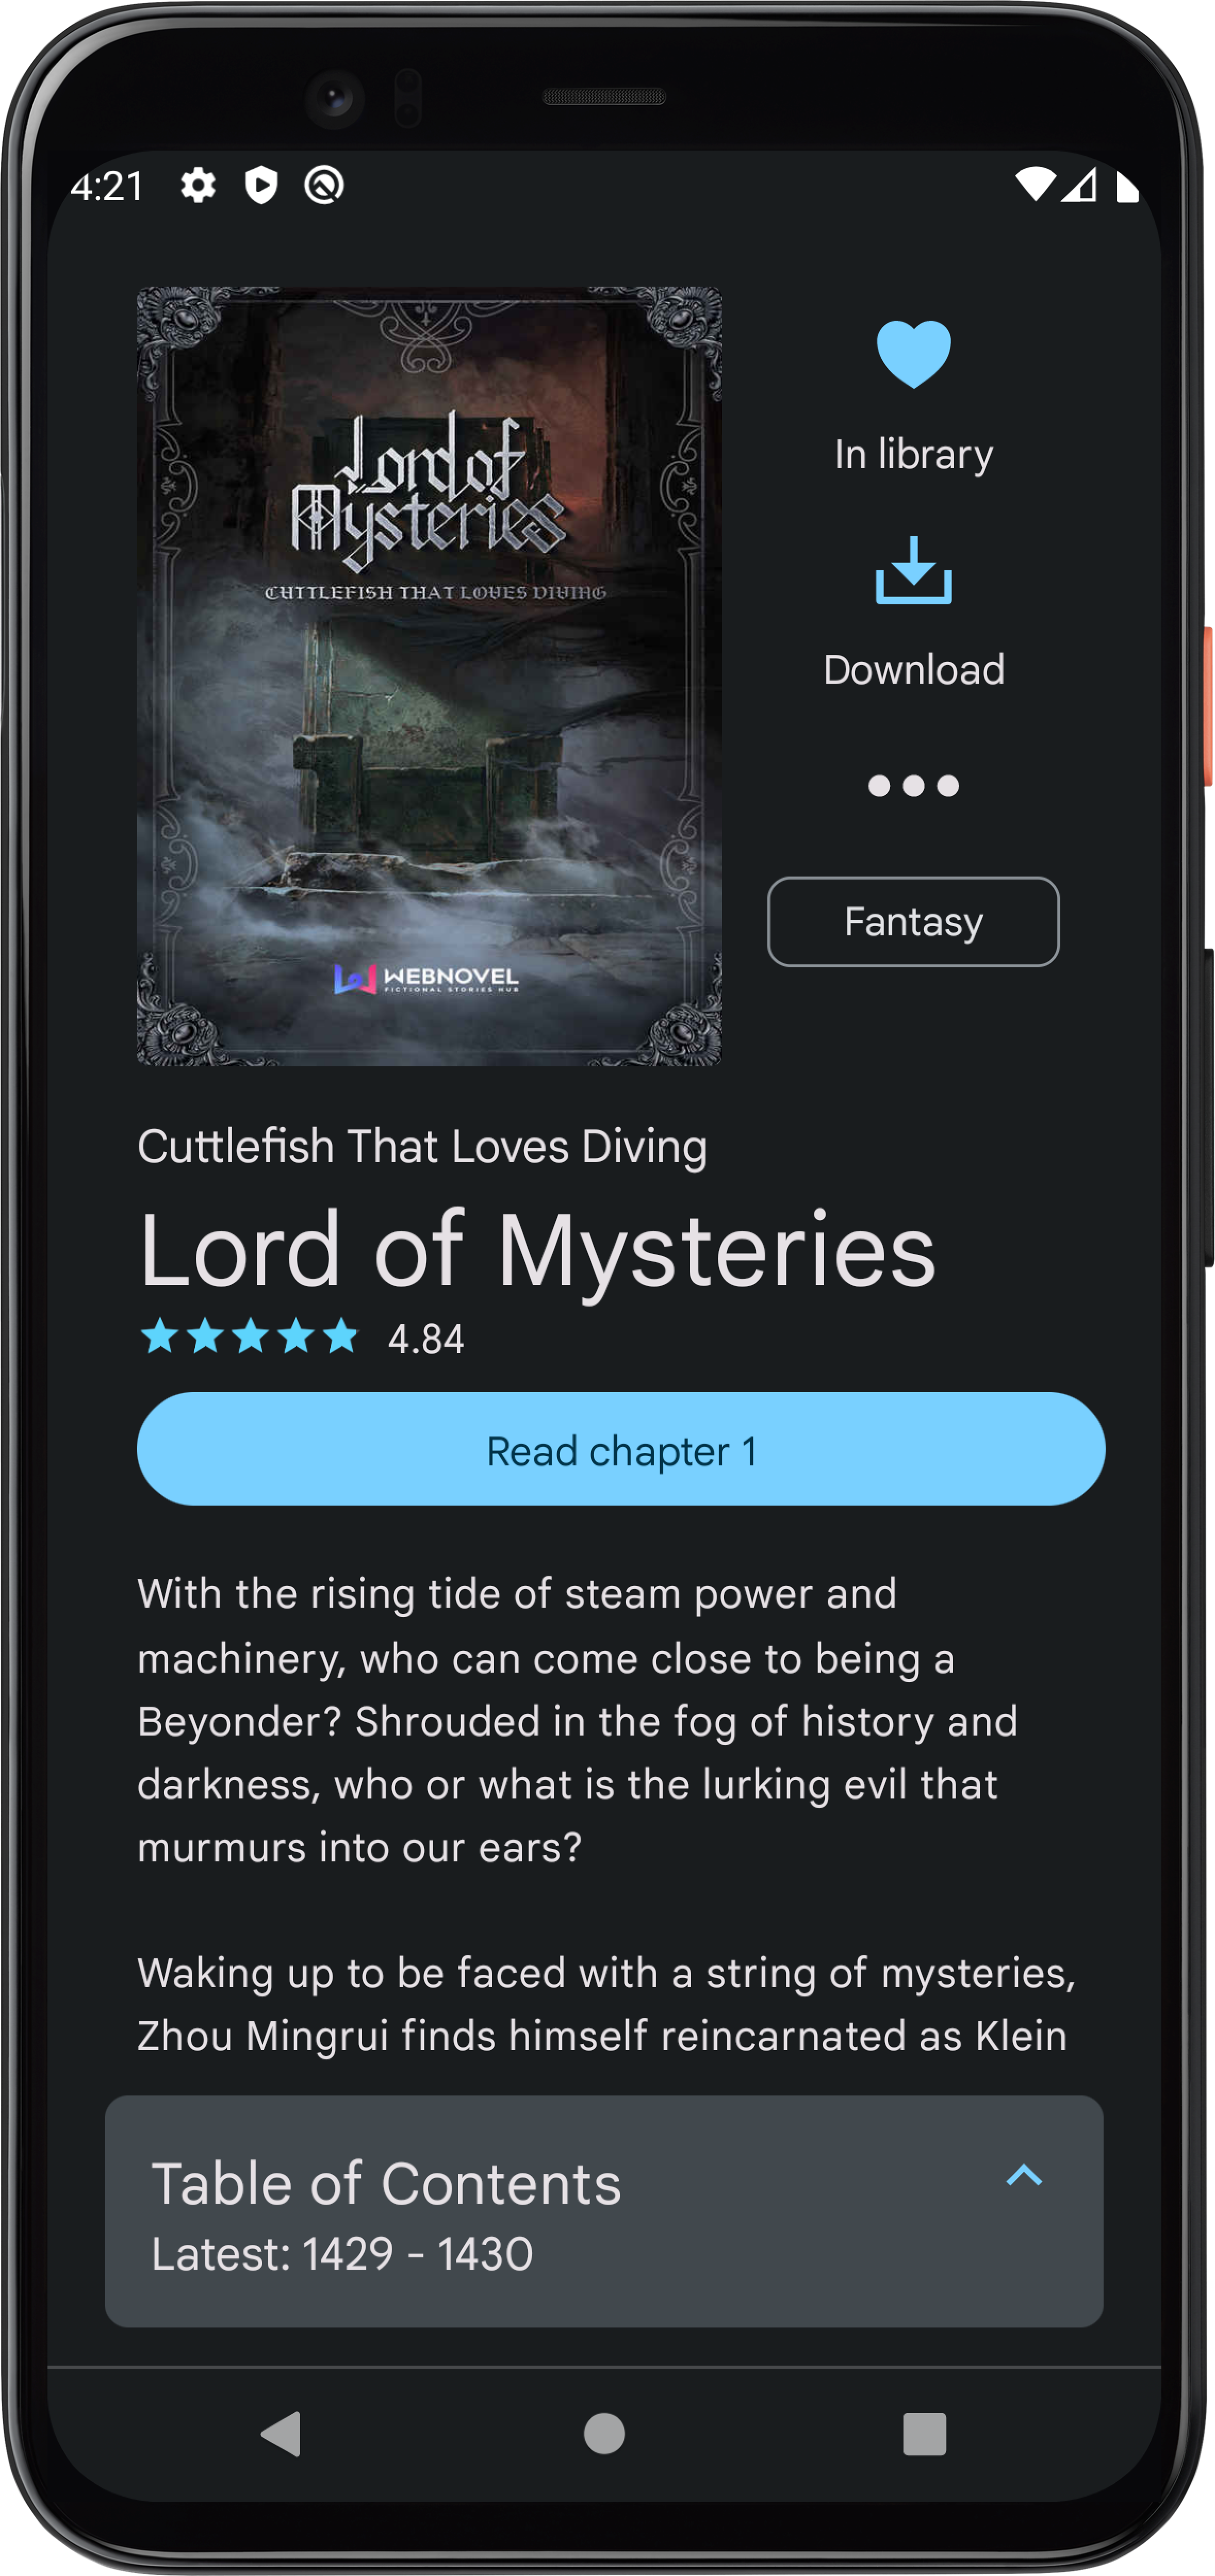 4:21
Lord of
Mysteries
CUTTLEFISH THAT LOVES DIVING
WEBNOVEL
FICTIONAL STORIES HUB
In library
Download
Fantasy
Cuttlefish That Loves Diving
Lord of Mysteries
4.84
Read chapter 1
With the rising tide of steam power and
machinery, who can come close to being a
Beyonder? Shrouded in the fog of history and
darkness, who or what is the lurking evil that
murmurs into our ears?
Waking up to be faced with a string of mysteries,
Zhou Mingrui finds himself reincarnated as Klein
Table of Contents
Latest: 1429 - 1430